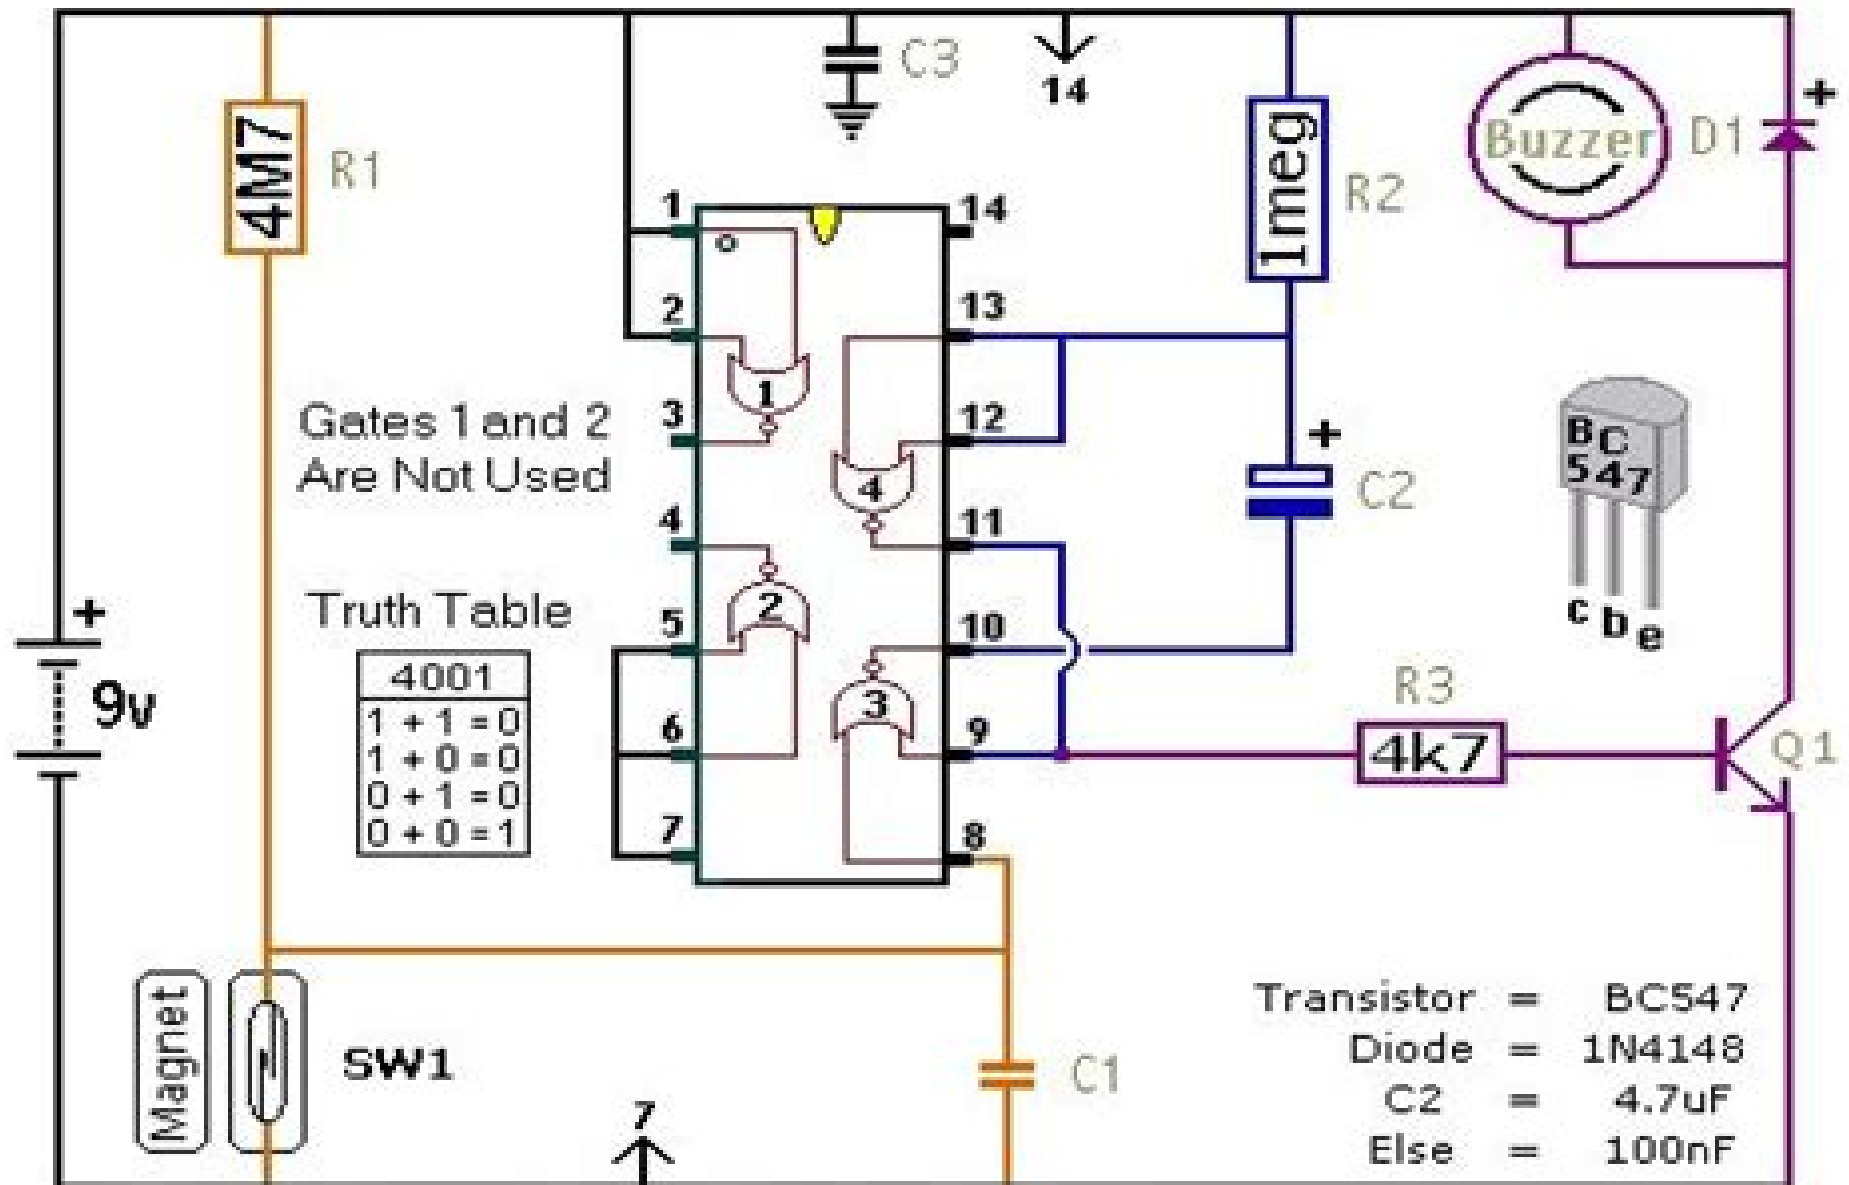 C3
14
+
4M7
R1
1meg
R2
Buzzer
D1
1
14
2
13
1
Gates 1 and 2
Are Not Used
3
12
4
+
C2
B C
547
4
11
Truth Table
2
5
10
c b e
+
9v
4001
1 + 1 = 0
1 + 0 = 0
0 + 1 = 0
0 + 0 = 1
6
3
9
R3
4k7
Q1
7
8
Magnet
SW1
7
C1
Transistor = BC547
Diode = 1N4148
C2 = 4.7uF
Else = 100nF